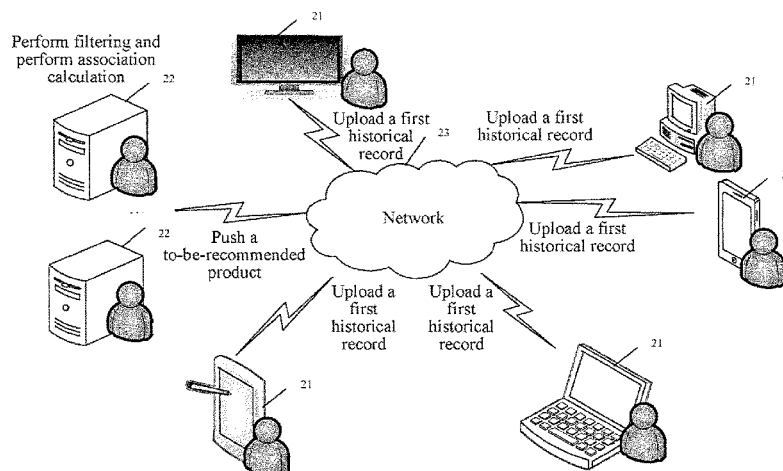 21
Perform filtering and
perform association
calculation
22
21
Upload a first
historical
record
23
Upload a first
historical record
Network
22
Push a
to-be-recommended
product
Upload a first
historical record
Upload a
first
historical
record
Upload a
first
historical
record
21
21